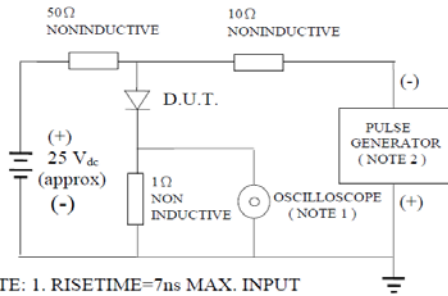 50Ω
NONINDUCTIVE
10Ω
NONINDUCTIVE
D.U.T.
(-)
(+)
25 Vdc
(approx)
(-)
PULSE
GENERATOR
( NOTE 2 )
1Ω
NON
INDUCTIVE
OSCILLOSCOPE
( NOTE 1 )
(+)
TE: 1. RISETIME=7ns MAX. INPUT